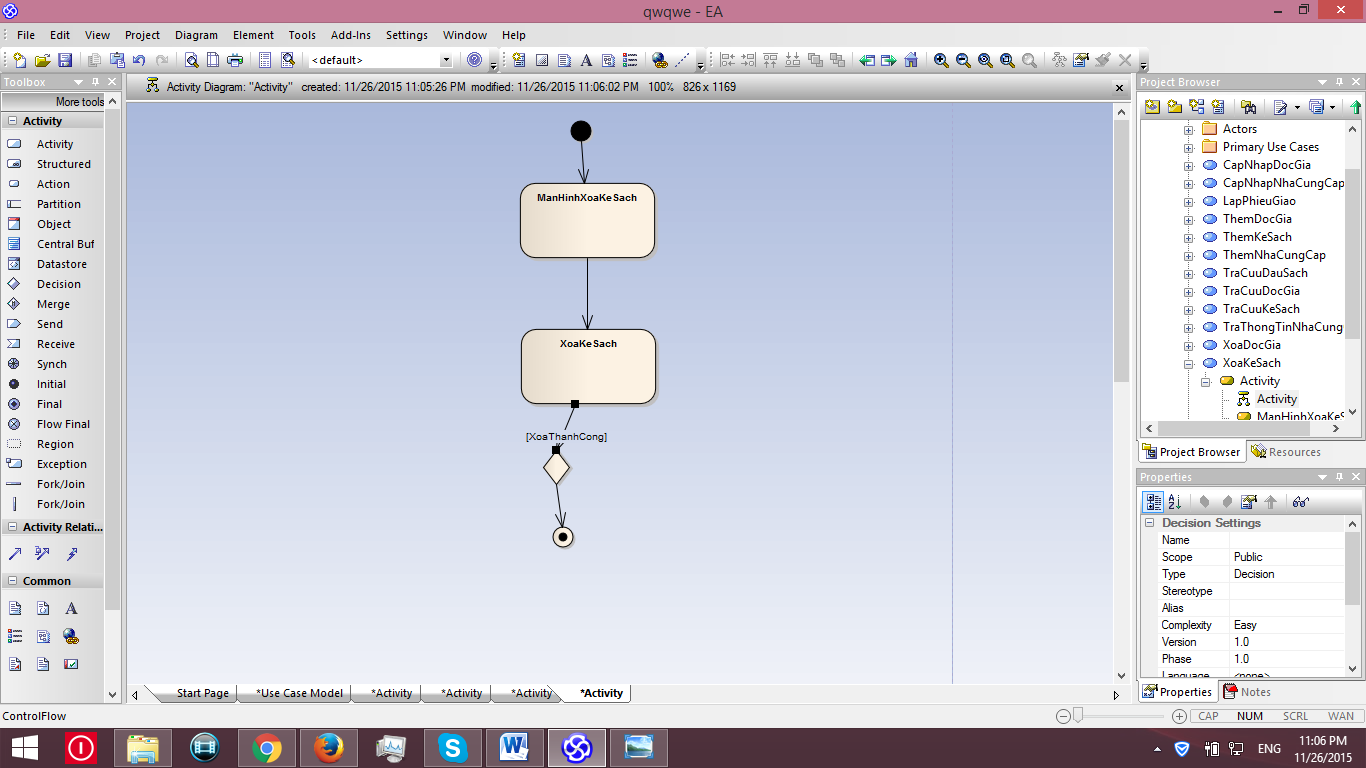 qwqwe - EA
File Edit View Project Diagram Element Tools Add-Ins Settings Window Help
<default>
Toolbox
More tools
Activity
Activity
Structured
Action
Partition
Object
Central Buf
Datastore
Decision
Merge
Send
Receive
Synch
Initial
Final
Flow Final
Region
Exception
Fork/Join
Fork/Join
Activity Relati...
Common
Activity Diagram: "Activity" created: 11/26/2015 11:05:26 PM modified: 11/26/2015 11:06:02 PM 100% 826 x 1169
ManHinhXoaKeSach
XoaKeSach
[XoaThanhCong]
Start Page *Use Case Model *Activity *Activity *Activity *Activity
Project Browser
Actors
Primary Use Cases
CapNhapDocGia
CapNhapNhaCungCap
LapPhieuGiao
ThemDocGia
ThemKeSach
ThemNhaCungCap
TraCuuDauSach
TraCuuDocGia
TraCuuKeSach
TraThongTinNhaCung
XoaDocGia
XoaKeSach
Activity
Activity
ManHinhXoaKeS
Project Browser Resources
Properties
Decision Settings
Name
Scope Public
Type Decision
Stereotype
Alias
Complexity Easy
Version 1.0
Phase 1.0
Language <none>
Properties Notes
ControlFlow
CAP NUM SCRL WAN
ENG
11:06 PM
11/26/2015